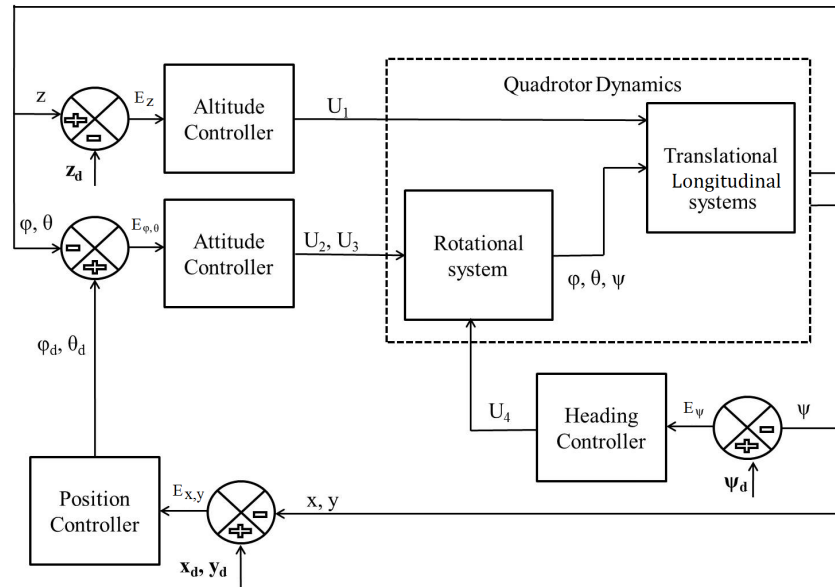 Quadrotor Dynamics
z
E_z
Altitude
Controller
U_1
z_d
Translational
Longitudinal
systems
φ, θ
E_φ,θ
Attitude
Controller
U_2, U_3
Rotational
system
φ, θ, ψ
φ_d, θ_d
U_4
Heading
Controller
E_ψ
ψ
ψ_d
Position
Controller
E_x,y
x, y
x_d, y_d